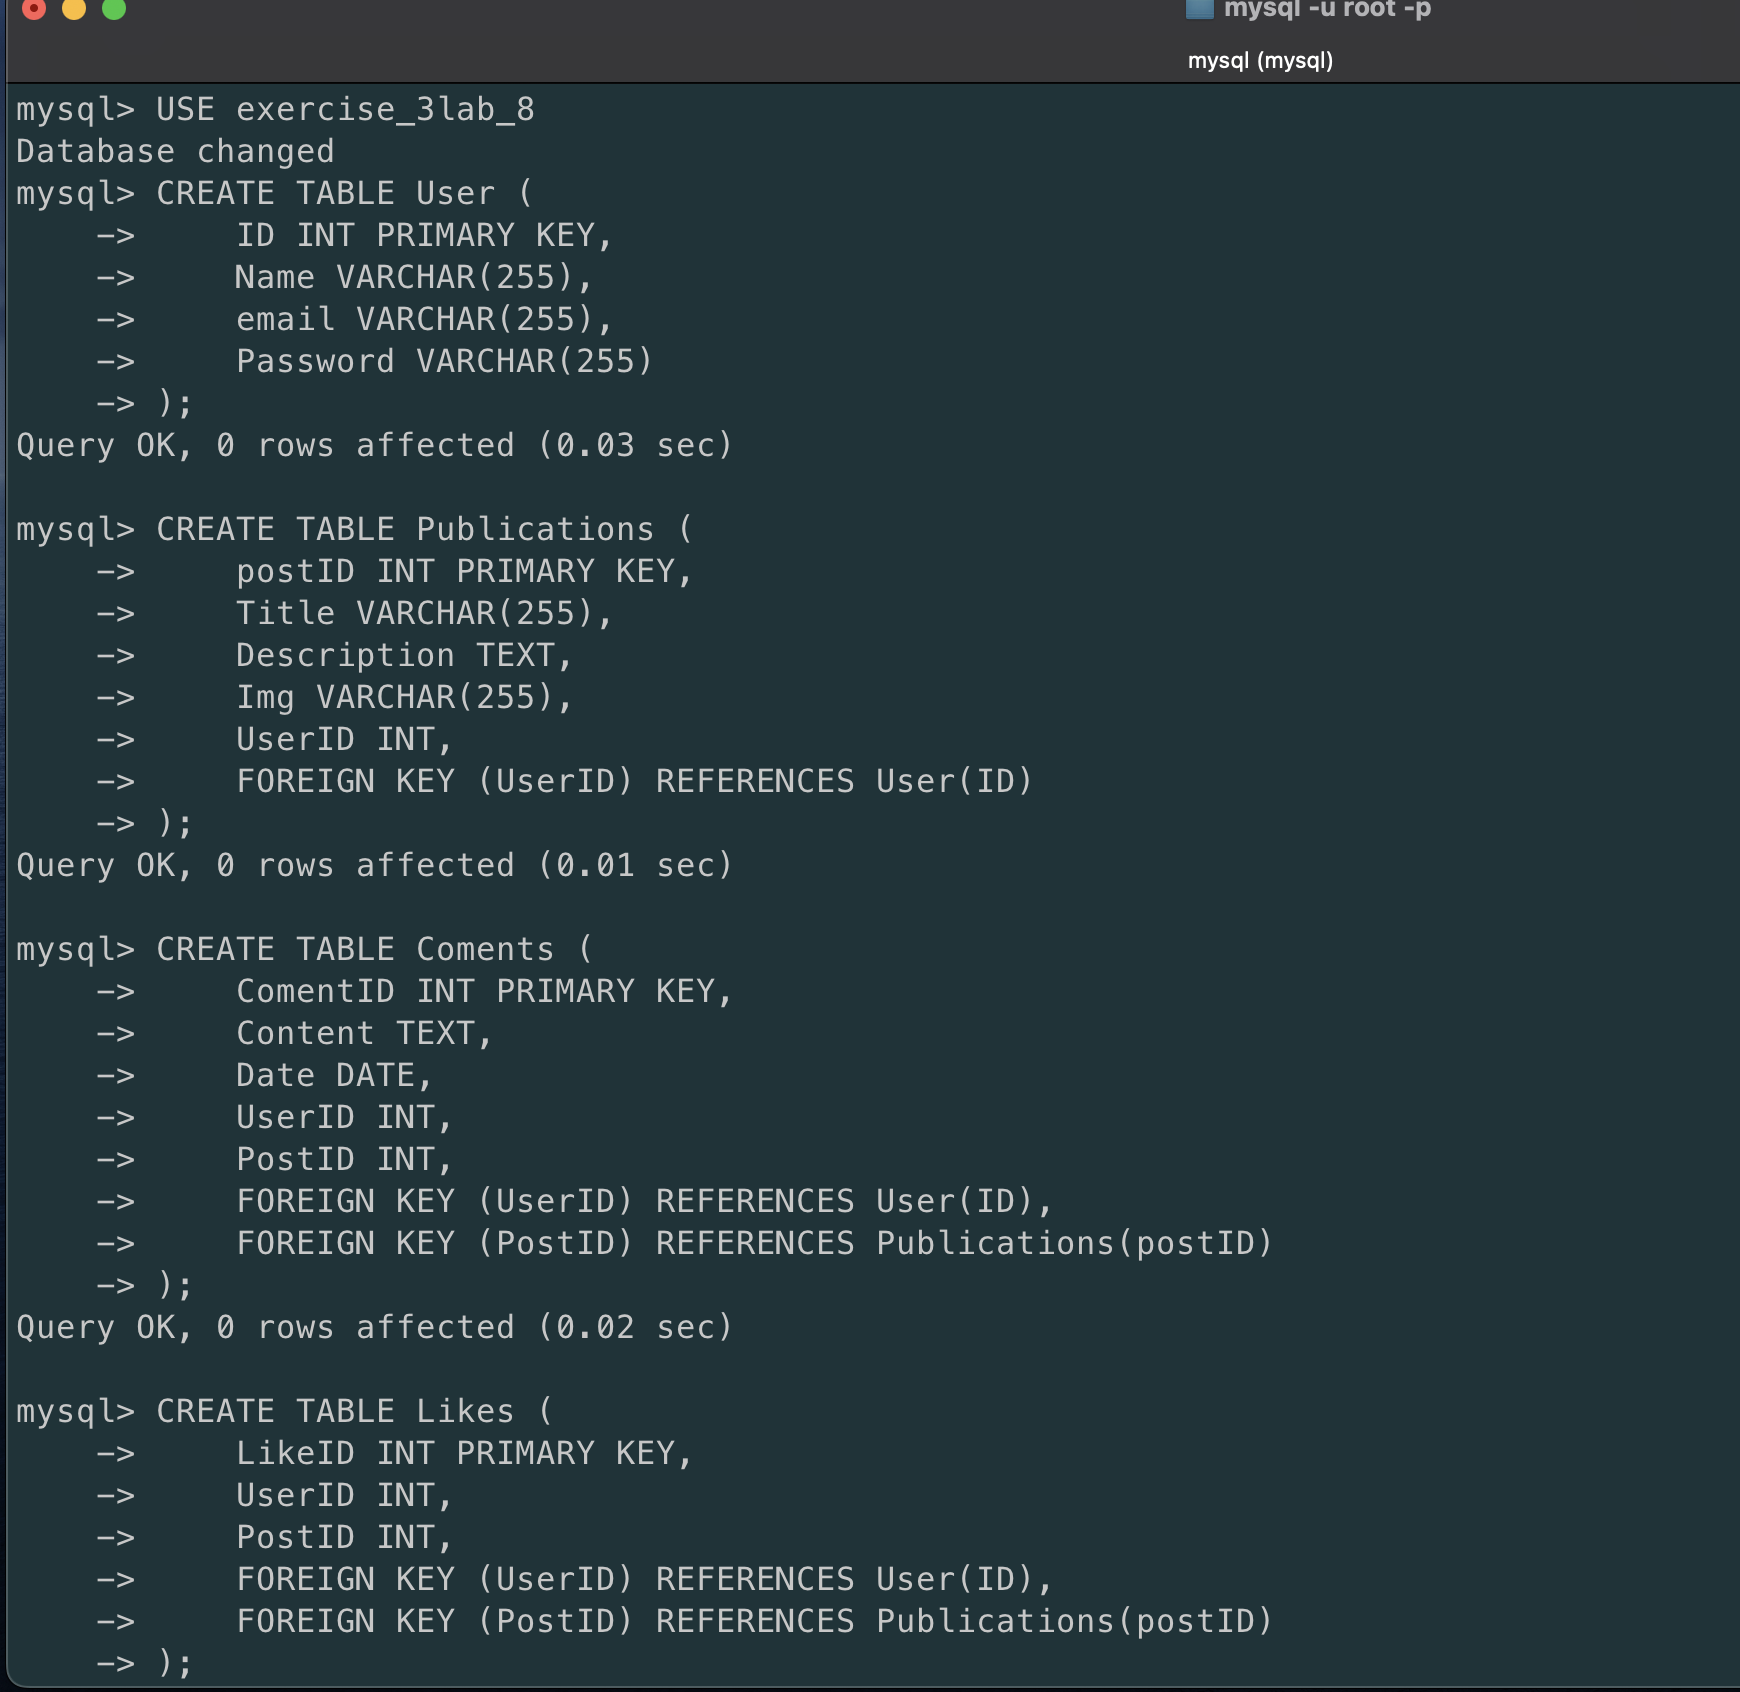 mysql -u root -p
mysql (mysql)
mysql> USE exercise_3lab_8
Database changed
mysql> CREATE TABLE User (
    ->     ID INT PRIMARY KEY,
    ->     Name VARCHAR(255),
    ->     email VARCHAR(255),
    ->     Password VARCHAR(255)
    -> );
Query OK, 0 rows affected (0.03 sec)

mysql> CREATE TABLE Publications (
    ->     postID INT PRIMARY KEY,
    ->     Title VARCHAR(255),
    ->     Description TEXT,
    ->     Img VARCHAR(255),
    ->     UserID INT,
    ->     FOREIGN KEY (UserID) REFERENCES User(ID)
    -> );
Query OK, 0 rows affected (0.01 sec)

mysql> CREATE TABLE Coments (
    ->     ComentID INT PRIMARY KEY,
    ->     Content TEXT,
    ->     Date DATE,
    ->     UserID INT,
    ->     PostID INT,
    ->     FOREIGN KEY (UserID) REFERENCES User(ID),
    ->     FOREIGN KEY (PostID) REFERENCES Publications(postID)
    -> );
Query OK, 0 rows affected (0.02 sec)

mysql> CREATE TABLE Likes (
    ->     LikeID INT PRIMARY KEY,
    ->     UserID INT,
    ->     PostID INT,
    ->     FOREIGN KEY (UserID) REFERENCES User(ID),
    ->     FOREIGN KEY (PostID) REFERENCES Publications(postID)
    -> );